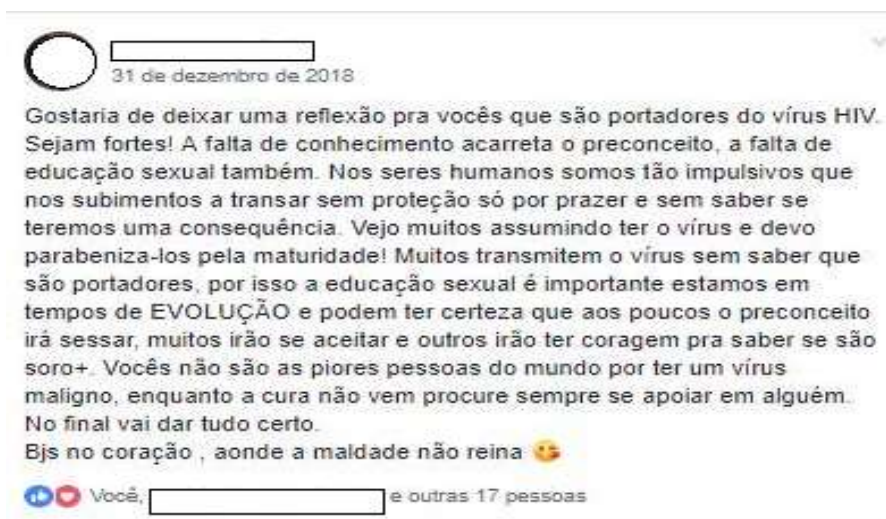 31 de dezembro de 2018
Gostaria de deixar uma reflexão pra vocês que são portadores do vírus HIV.
Sejam fortes! A falta de conhecimento acarreta o preconceito, a falta de
educação sexual também. Nos seres humanos somos tão impulsivos que
nos subimentos a transar sem proteção só por prazer e sem saber se
teremos uma consequência. Vejo muitos assumindo ter o vírus e devo
parabeniza-los pela maturidade! Muitos transmitem o vírus sem saber que
são portadores, por isso a educação sexual é importante estamos em
tempos de EVOLUÇÃO e podem ter certeza que aos poucos o preconceito
irá sessar, muitos irão se aceitar e outros irão ter coragem pra saber se são
soro+. Vocês não são as piores pessoas do mundo por ter um vírus
maligno, enquanto a cura não vem procure sempre se apoiar em alguém.
No final vai dar tudo certo.
Bjs no coração , aonde a maldade não reina 😘
Você, e outras 17 pessoas